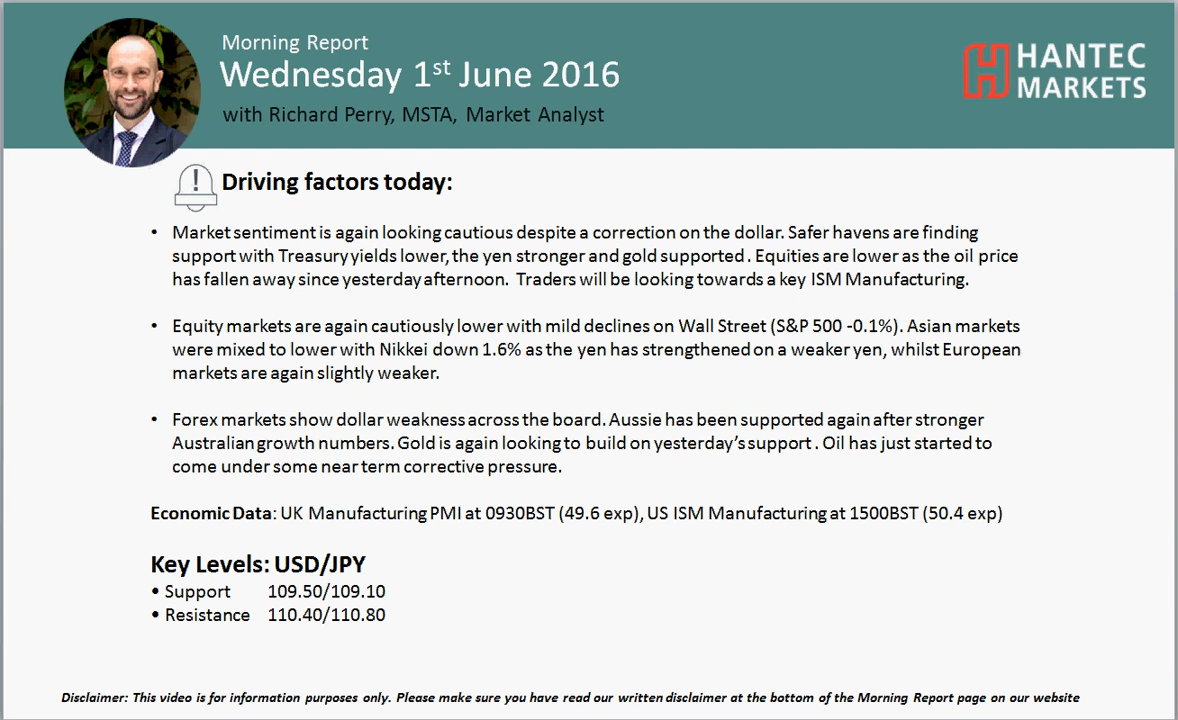 Morning Report
Wednesday 1st June 2016
with Richard Perry, MSTA, Market Analyst
HANTEC
MARKETS
! Driving factors today:
• Market sentiment is again looking cautious despite a correction on the dollar. Safer havens are finding
support with Treasury yields lower, the yen stronger and gold supported. Equities are lower as the oil price
has fallen away since yesterday afternoon. Traders will be looking towards a key ISM Manufacturing.
• Equity markets are again cautiously lower with mild declines on Wall Street (S&P 500 -0.1%). Asian markets
were mixed to lower with Nikkei down 1.6% as the yen has strengthened on a weaker yen, whilst European
markets are again slightly weaker.
• Forex markets show dollar weakness across the board. Aussie has been supported again after stronger
Australian growth numbers. Gold is again looking to build on yesterday's support. Oil has just started to
come under some near term corrective pressure.
Economic Data: UK Manufacturing PMI at 0930BST (49.6 exp), US ISM Manufacturing at 1500BST (50.4 exp)
Key Levels: USD/JPY
• Support 109.50/109.10
• Resistance 110.40/110.80
Disclaimer: This video is for information purposes only. Please make sure you have read our written disclaimer at the bottom of the Morning Report page on our website